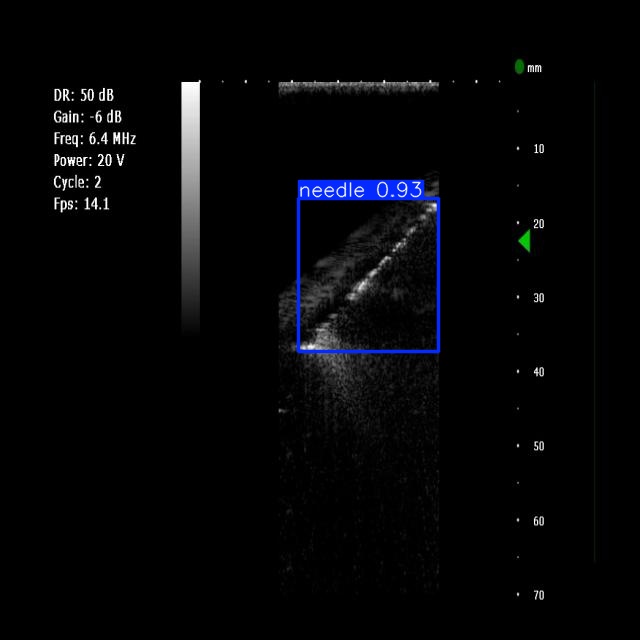 mm
DR: 50 dB
Gain: -6 dB
Freq: 6.4 MHz
Power: 20 V
Cycle: 2
Fps: 14.1
needle 0.93
10
20
30
40
50
60
70